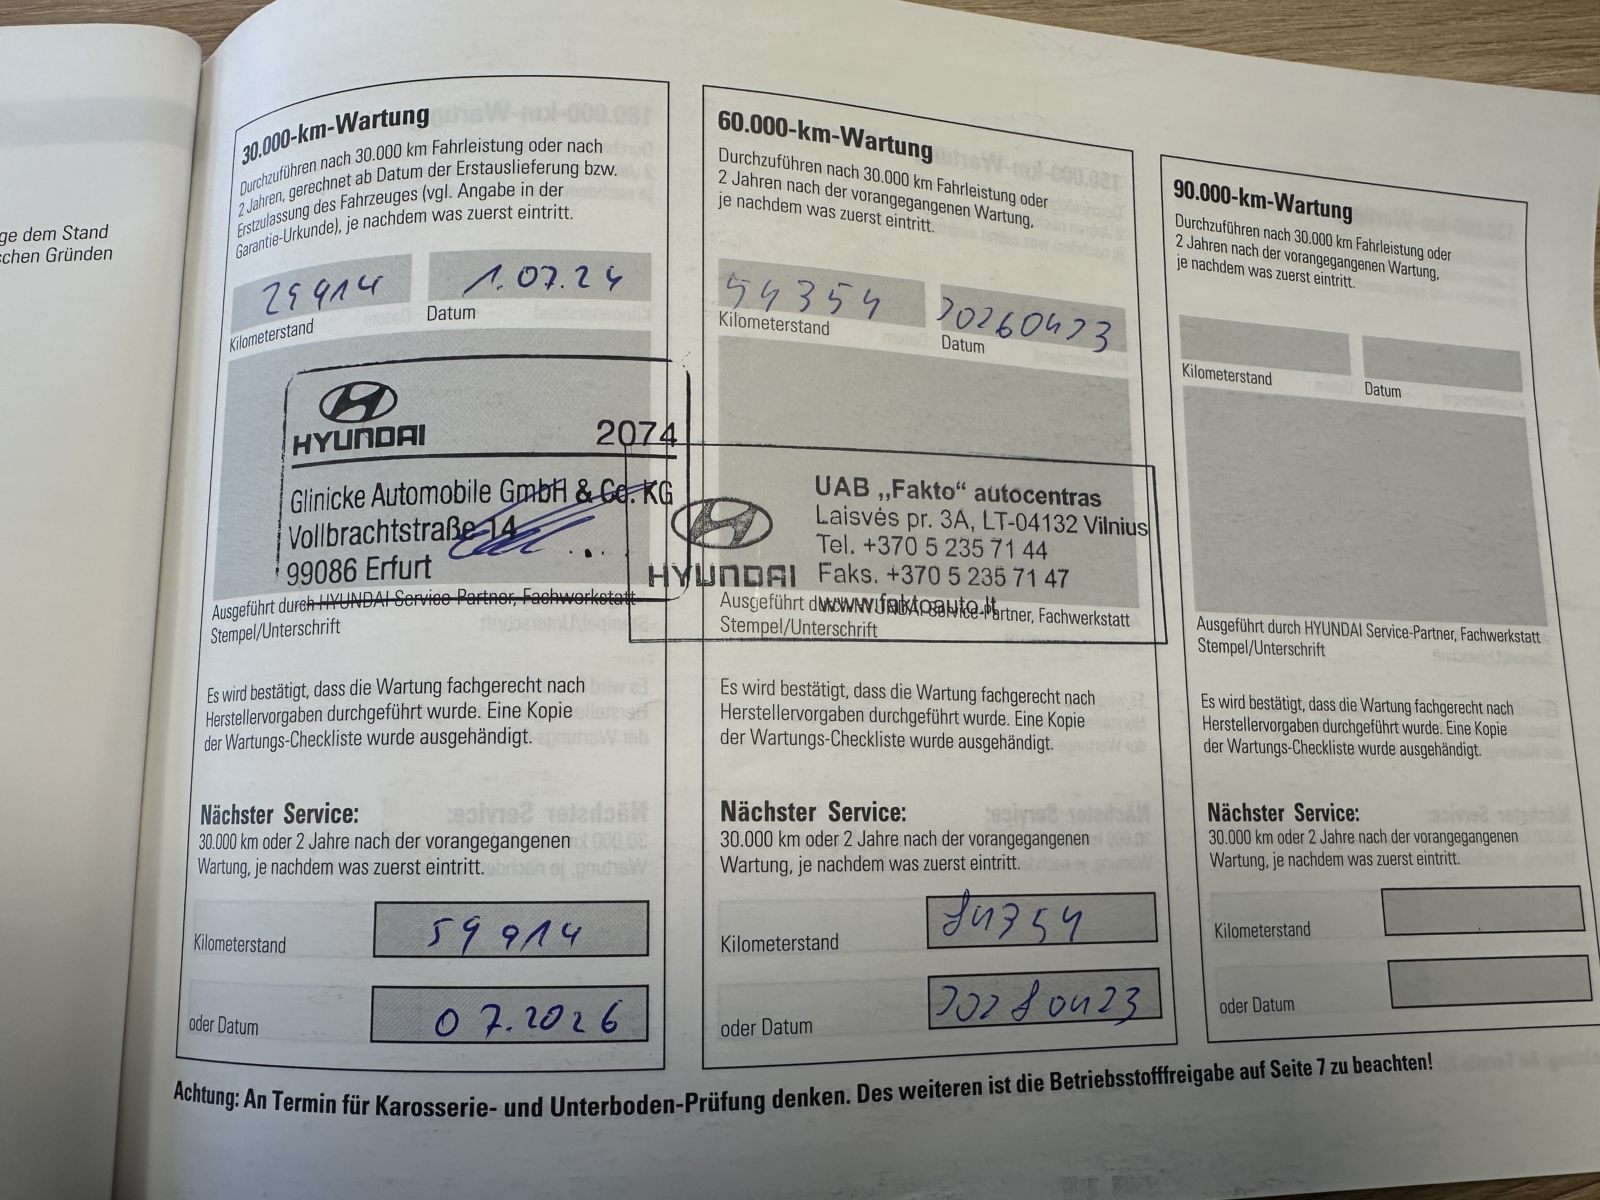 ge dem Stand
schen Gründen
30.000-km-Wartung
Durchzuführen nach 30.000 km Fahrleistung oder nach
2 Jahren, gerechnet ab Datum der Erstauslieferung bzw.
Erstzulassung des Fahrzeuges (vgl. Angabe in der
Garantie-Urkunde), je nachdem was zuerst eintritt.
29914
1.07.24
Kilometerstand
Datum
HYUNDAI
2074
Glinicke Automobile GmbH & Co. KG
Vollbrachtstraße 14
99086 Erfurt
Ausgeführt durch HYUNDAI Service-Partner, Fachwerkstatt
Stempel/Unterschrift
Es wird bestätigt, dass die Wartung fachgerecht nach
Herstellervorgaben durchgeführt wurde. Eine Kopie
der Wartungs-Checkliste wurde ausgehändigt.
Nächster Service:
30.000 km oder 2 Jahre nach der vorangegangenen
Wartung, je nachdem was zuerst eintritt.
Kilometerstand
59914
oder Datum
07.2026
60.000-km-Wartung
Durchzuführen nach 30.000 km Fahrleistung oder
2 Jahren nach der vorangegangenen Wartung,
je nachdem was zuerst eintritt.
54354
20260423
Kilometerstand
Datum
HYUNDAI
UAB „Fakto“ autocentras
Laisvės pr. 3A, LT-04132 Vilnius
Tel. +370 5 235 71 44
Faks. +370 5 235 71 47
www.faktoauto.lt
Ausgeführt durch HYUNDAI Service-Partner, Fachwerkstatt
Stempel/Unterschrift
Es wird bestätigt, dass die Wartung fachgerecht nach
Herstellervorgaben durchgeführt wurde. Eine Kopie
der Wartungs-Checkliste wurde ausgehändigt.
Nächster Service:
30.000 km oder 2 Jahre nach der vorangegangenen
Wartung, je nachdem was zuerst eintritt.
Kilometerstand
84354
oder Datum
20280423
90.000-km-Wartung
Durchzuführen nach 30.000 km Fahrleistung oder
2 Jahren nach der vorangegangenen Wartung,
je nachdem was zuerst eintritt.
Kilometerstand
Datum
Ausgeführt durch HYUNDAI Service-Partner, Fachwerkstatt
Stempel/Unterschrift
Es wird bestätigt, dass die Wartung fachgerecht nach
Herstellervorgaben durchgeführt wurde. Eine Kopie
der Wartungs-Checkliste wurde ausgehändigt.
Nächster Service:
30.000 km oder 2 Jahre nach der vorangegangenen
Wartung, je nachdem was zuerst eintritt.
Kilometerstand
oder Datum
Achtung: An Termin für Karosserie- und Unterboden-Prüfung denken. Des weiteren ist die Betriebsstofffreigabe auf Seite 7 zu beachten!